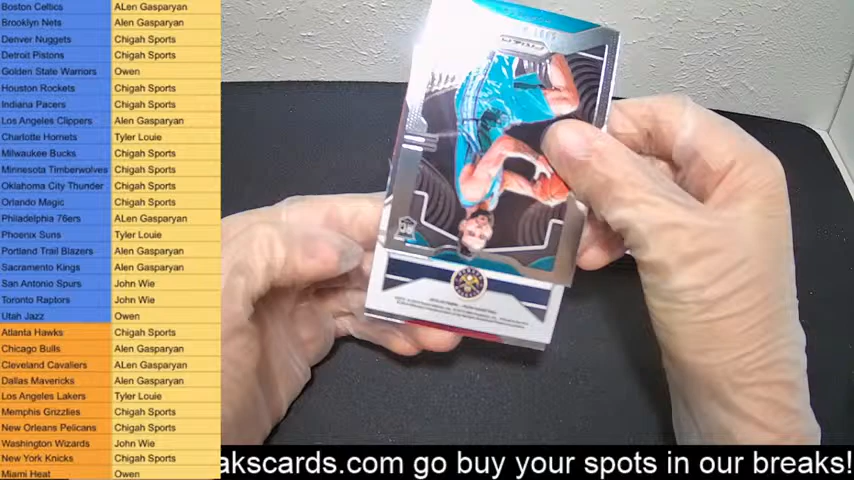 Boston Celtics ALen Gasparyan
Brooklyn Nets Alen Gasparyan
Denver Nuggets Chigah Sports
Detroit Pistons Chigah Sports
Golden State Warriors Owen
Houston Rockets Chigah Sports
Indiana Pacers Chigah Sports
Los Angeles Clippers Alen Gasparyan
Charlotte Hornets Tyler Louie
Milwaukee Bucks Chigah Sports
Minnesota Timberwolves Chigah Sports
Oklahoma City Thunder Chigah Sports
Orlando Magic Chigah Sports
Philadelphia 76ers ALen Gasparyan
Phoenix Suns Tyler Louie
Portland Trail Blazers Alen Gasparyan
Sacramento Kings Alen Gasparyan
San Antonio Spurs John Wie
Toronto Raptors John Wie
Utah Jazz Owen
Atlanta Hawks Chigah Sports
Chicago Bulls Alen Gasparyan
Cleveland Cavaliers ALen Gasparyan
Dallas Mavericks Alen Gasparyan
Los Angeles Lakers Tyler Louie
Memphis Grizzlies Chigah Sports
New Orleans Pelicans Chigah Sports
Washington Wizards John Wie
New York Knicks Chigah Sports
Miami Heat Owen
PRIZM
RC
akscards.com go buy your spots in our breaks!